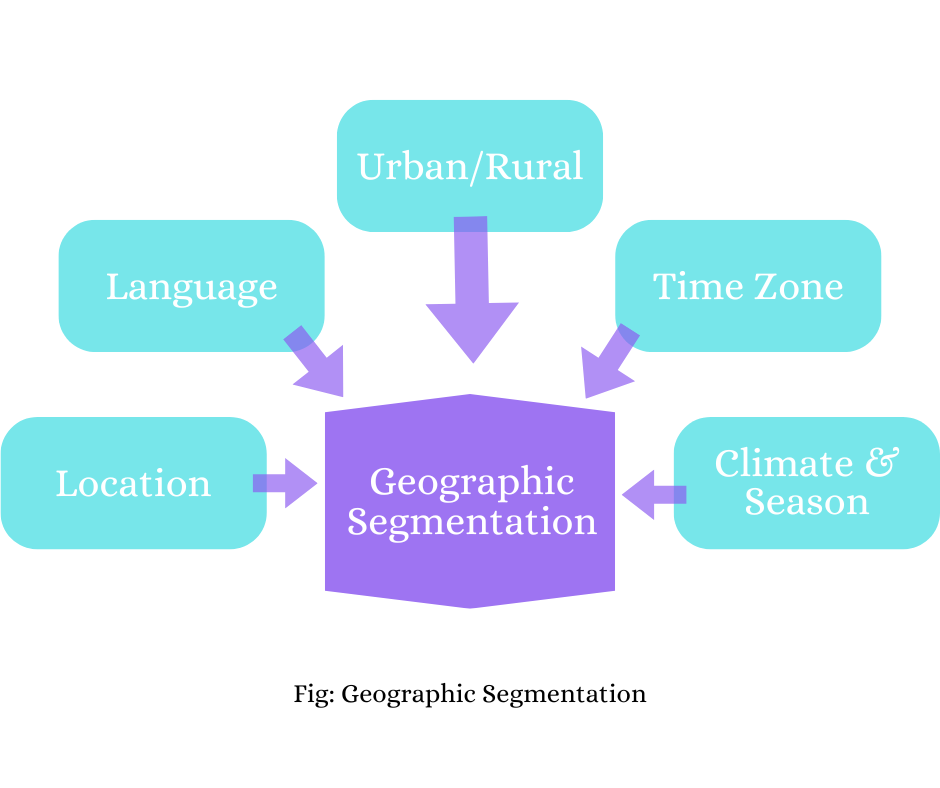 Urban/Rural
Language
Time Zone
Location
Geographic
Segmentation
Climate &
Season
Fig: Geographic Segmentation